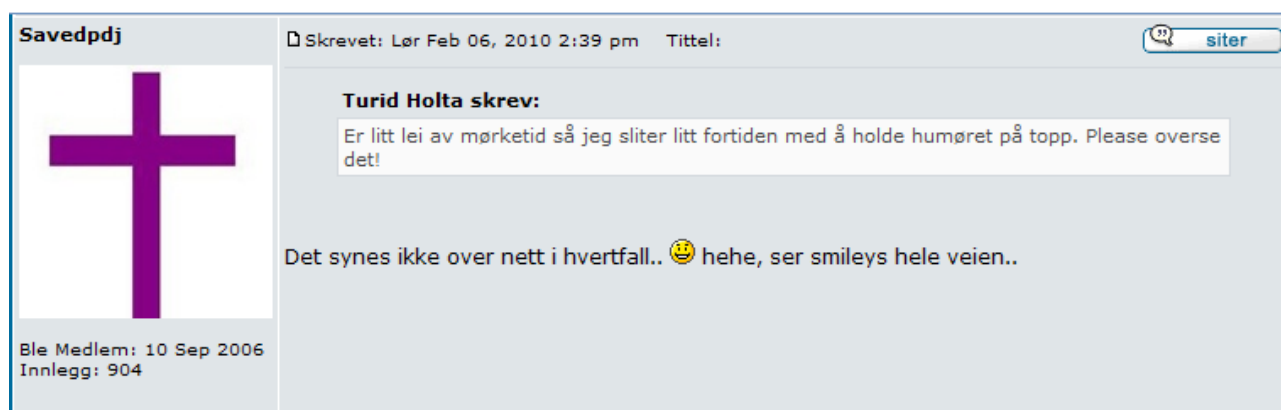 Savedpdj
Skrevet: Lør Feb 06, 2010 2:39 pm Tittel:
siter
Turid Holta skrev:
Er litt lei av mørketid så jeg sliter litt fortiden med å holde humøret på topp. Please overse
det!
Det synes ikke over nett i hvertfall.. hehe, ser smileys hele veien..
Ble Medlem: 10 Sep 2006
Innlegg: 904